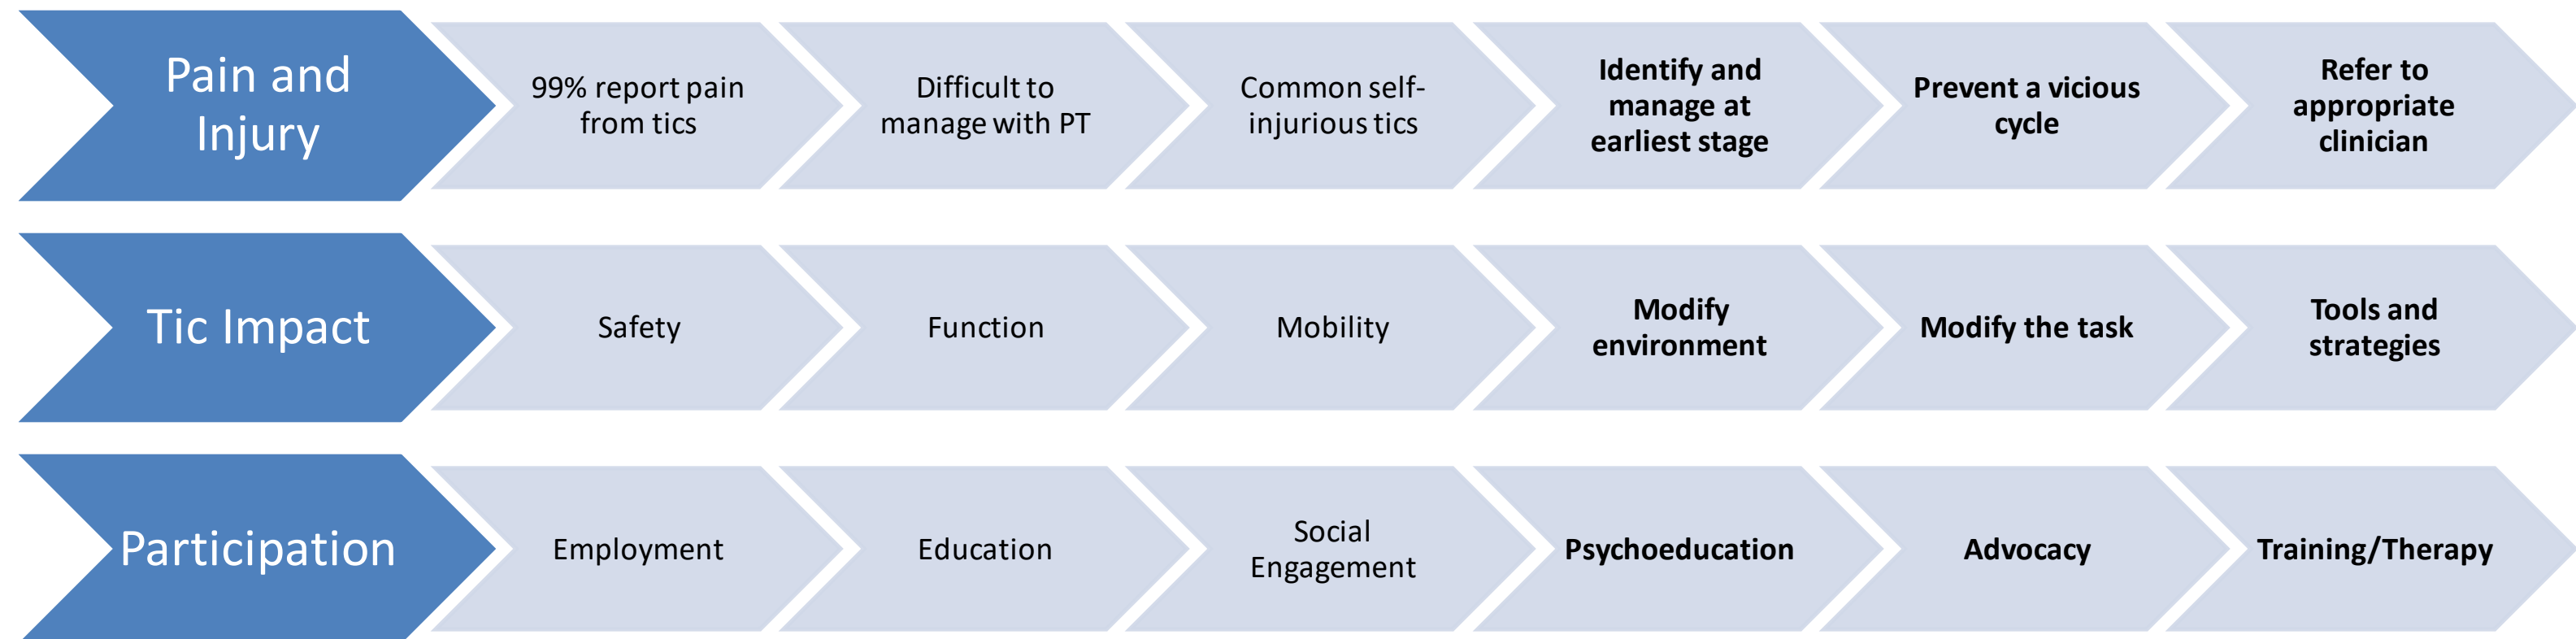 Pain and
Injury
99% report pain
from tics
Difficult to
manage with PT
Common self-
injurious tics
Identify and
manage at
earliest stage
Prevent a vicious
cycle
Refer to
appropriate
clinician
Tic Impact
Safety
Function
Mobility
Modify
environment
Modify the task
Tools and
strategies
Participation
Employment
Education
Social
Engagement
Psychoeducation
Advocacy
Training/Therapy